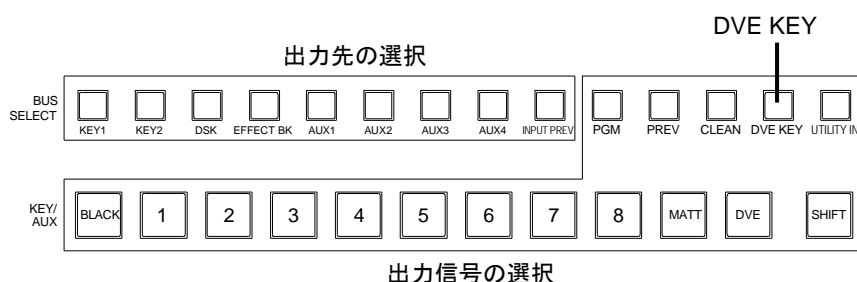 DVE KEY
出力先の選択
BUS
SELECT
KEY1 KEY2 DSK EFFECT BK AUX1 AUX2 AUX3 AUX4 INPUT PREV PGM PREV CLEAN DVE KEY UTILITY IN
KEY/
AUX
BLACK 1 2 3 4 5 6 7 8 MATT DVE SHIFT
出力信号の選択